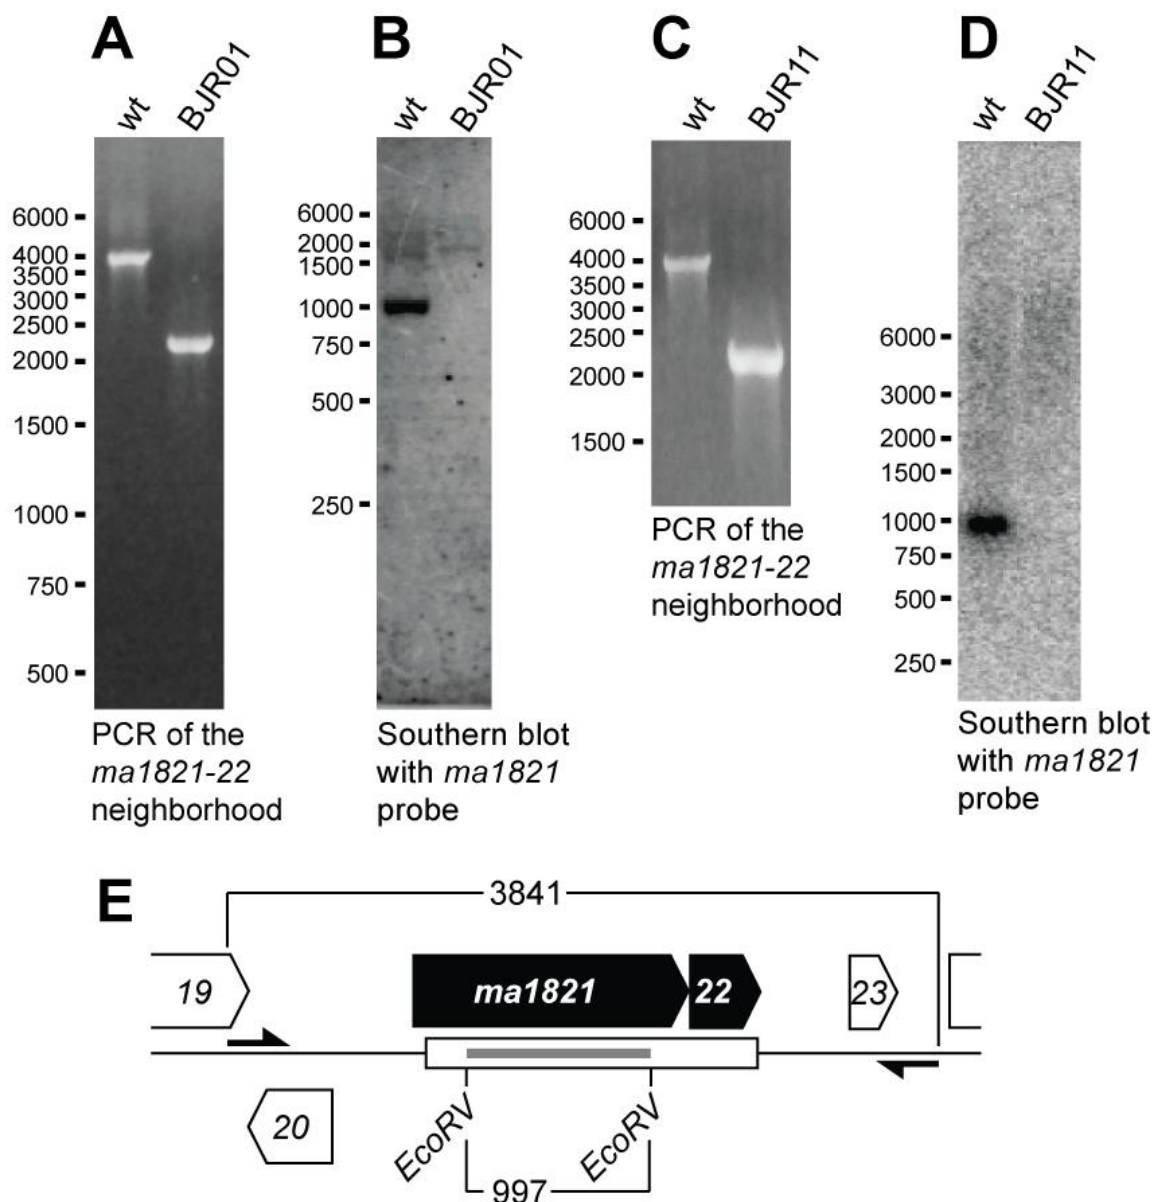 A
wt
BJR01
6000
4000
3500
3000
2500
2000
1500
1000
750
500
PCR of the
ma1821-22
neighborhood
B
wt
BJR01
6000
2000
1500
1000
750
500
250
Southern blot
with ma1821
probe
C
wt
BJR11
6000
4000
3500
3000
2500
2000
1500
PCR of the
ma1821-22
neighborhood
D
wt
BJR11
6000
3000
2000
1500
1000
750
500
250
Southern blot
with ma1821
probe
E
3841
19
ma1821
22
23
20
EcoRV
EcoRV
997